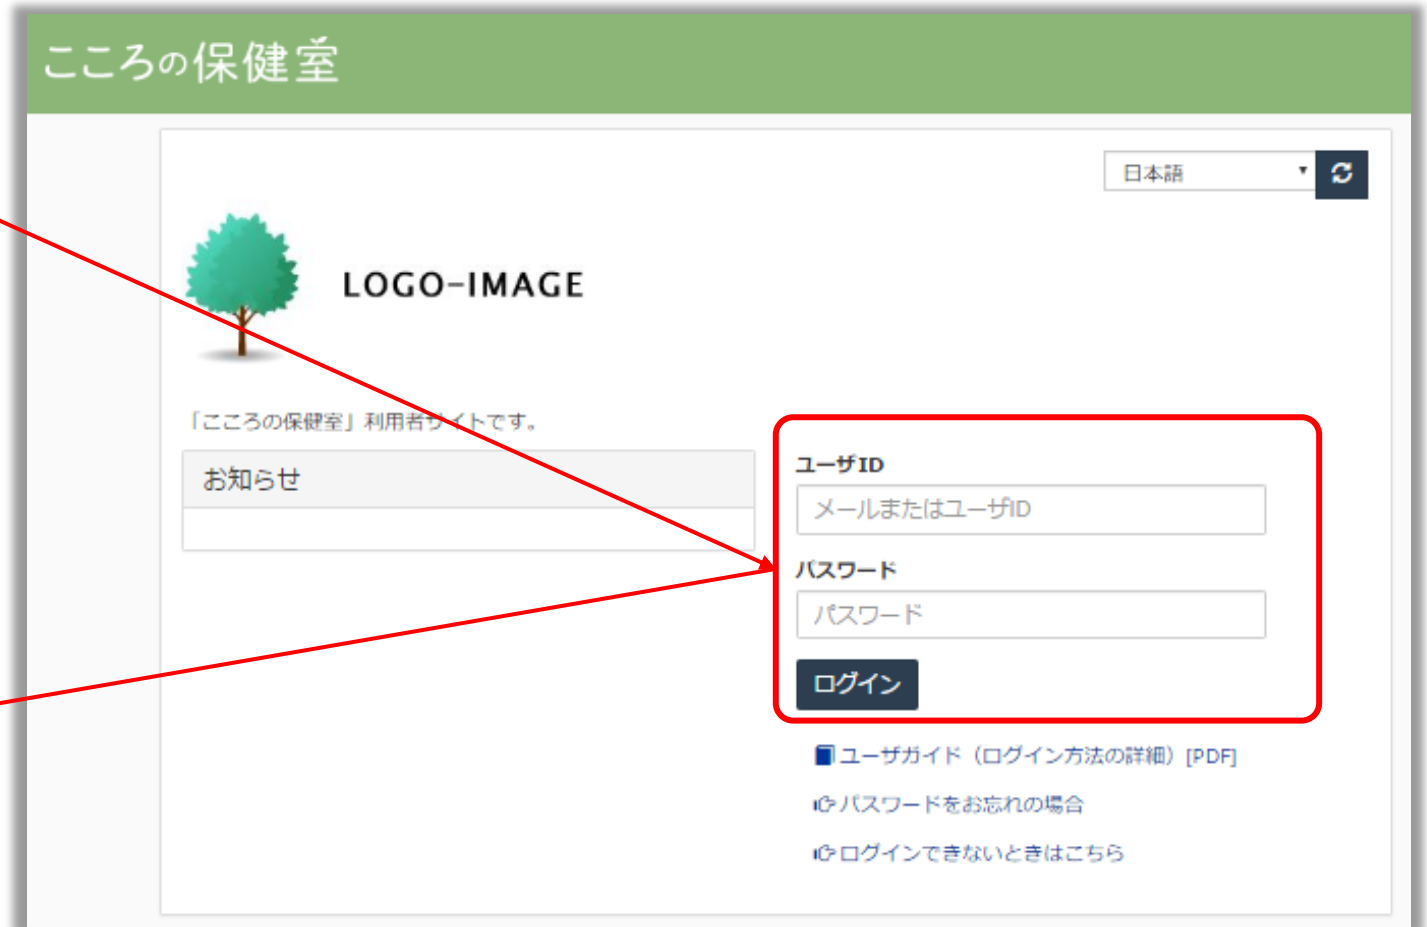 こころの保健室
日本語
LOGO-IMAGE
「こころの保健室」利用者サイトです。
お知らせ
ユーザID
メールまたはユーザID
パスワード
パスワード
ログイン
ユーザガイド（ログイン方法の詳細）[PDF]
パスワードをお忘れの場合
ログインできないときはこちら